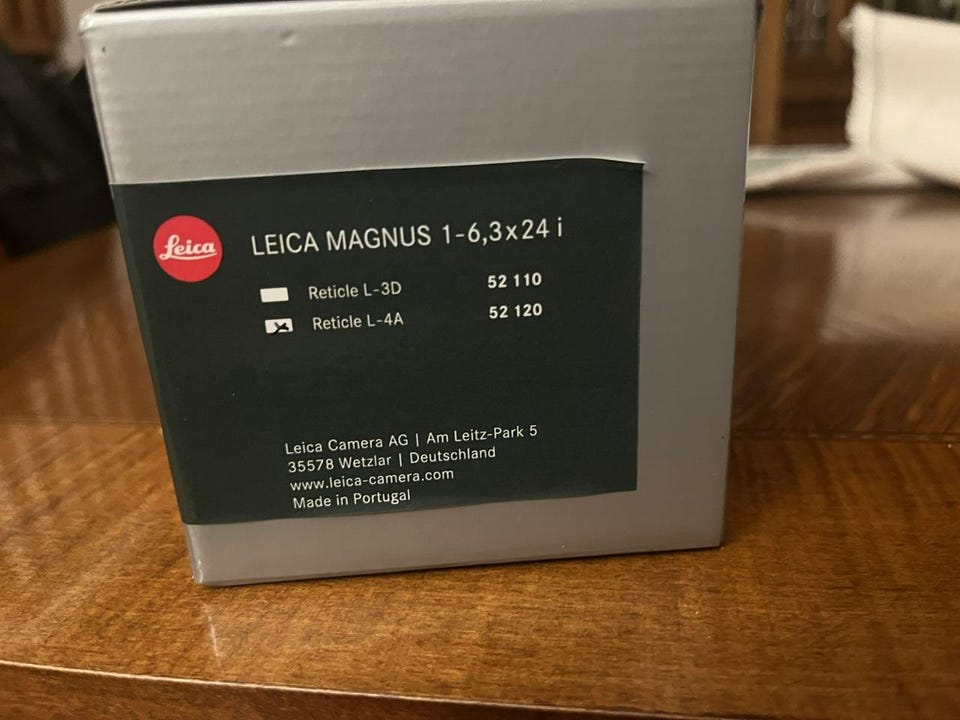 Leica
LEICA MAGNUS 1-6,3x24 i
Reticle L-3D 52 110
Reticle L-4A 52 120
Leica Camera AG | Am Leitz-Park 5
35578 Wetzlar | Deutschland
www.leica-camera.com
Made in Portugal